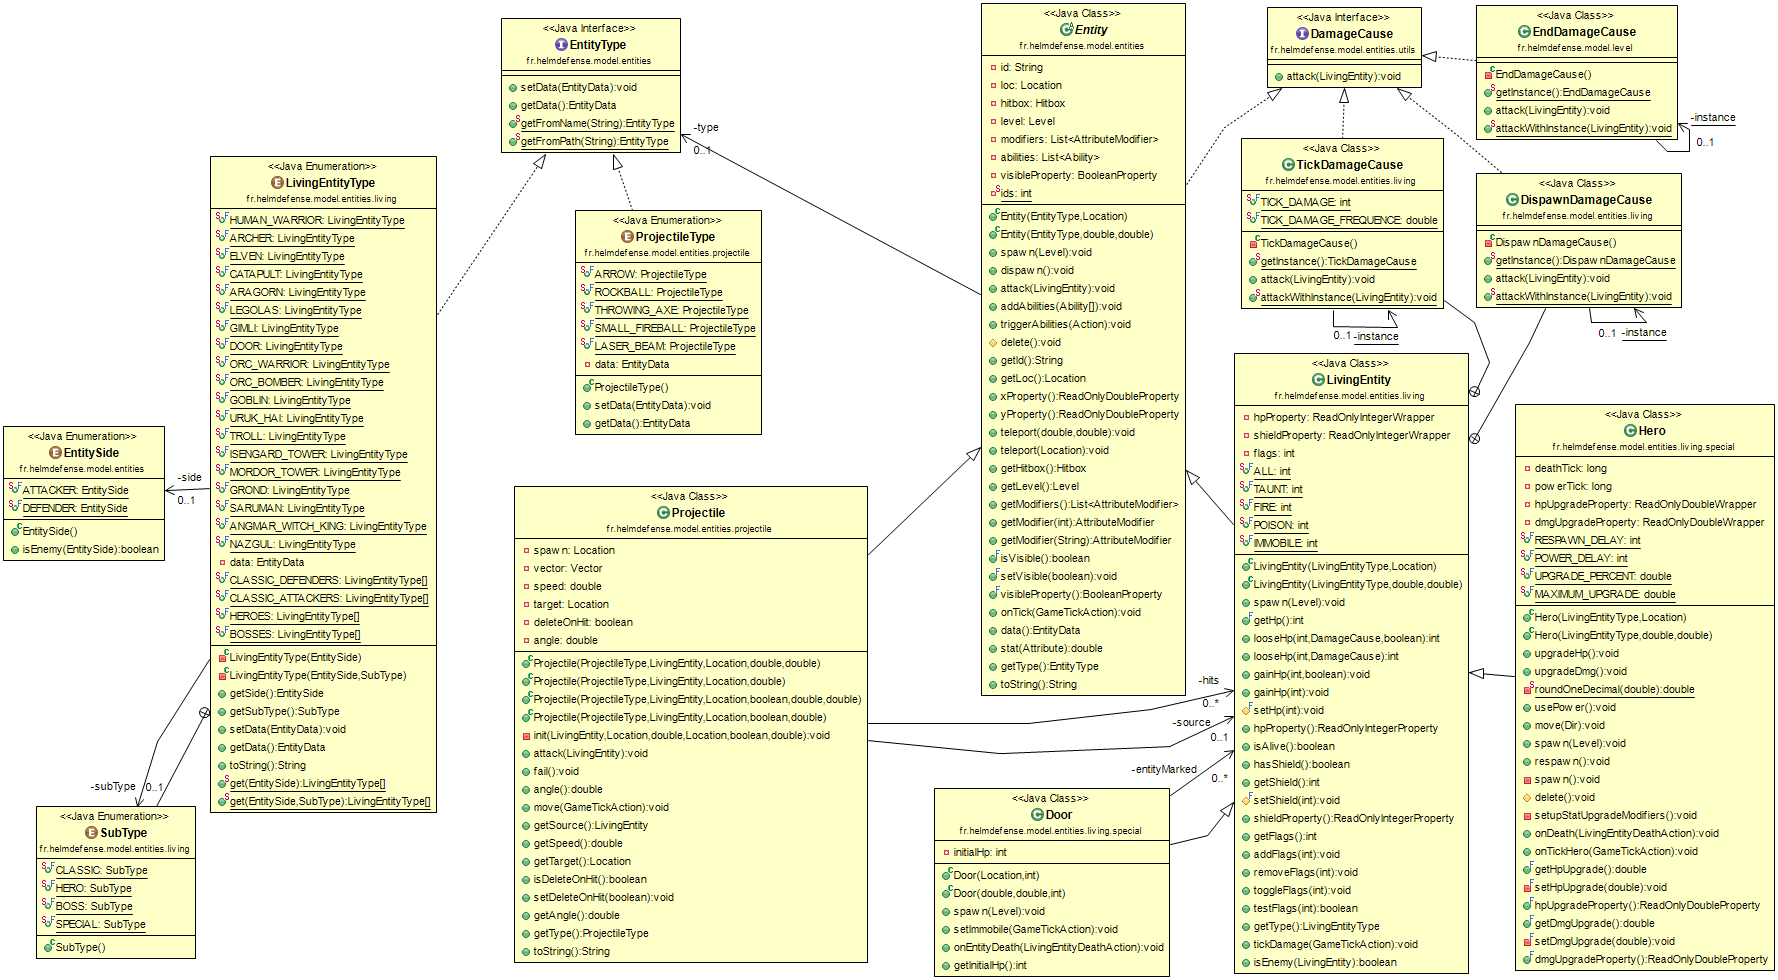 <<Java Interface>>
EntityType
fr.helmdefense.model.entities
setData(EntityData):void
getData():EntityData
getFromName(String):EntityType
getFromPath(String):EntityType
-type
0..1
<<Java Class>>
Entity
fr.helmdefense.model.entities
id: String
loc: Location
hitbox: Hitbox
level: Level
modifiers: List<AttributeModifier>
abilities: List<Ability>
visibleProperty: BooleanProperty
ids: int
Entity(EntityType,Location)
Entity(EntityType,double,double)
spawn(Level):void
dispawn():void
attack(LivingEntity):void
addAbilities(Ability[]):void
triggerAbilities(Action):void
delete():void
getId():String
getLoc():Location
xProperty():ReadOnlyDoubleProperty
yProperty():ReadOnlyDoubleProperty
teleport(double,double):void
teleport(Location):void
getHitbox():Hitbox
getLevel():Level
getModifiers():List<AttributeModifier>
getModifier(int):AttributeModifier
getModifier(String):AttributeModifier
isVisible():boolean
setVisible(boolean):void
visibleProperty():BooleanProperty
onTick(GameTickAction):void
data():EntityData
stat(Attribute):double
getType():EntityType
toString():String
<<Java Interface>>
DamageCause
fr.helmdefense.model.entities.utils
attack(LivingEntity):void
<<Java Class>>
EndDamageCause
fr.helmdefense.model.level
EndDamageCause()
getInstance():EndDamageCause
attack(LivingEntity):void
attackWithInstance(LivingEntity):void
-instance
0..1
<<Java Class>>
TickDamageCause
fr.helmdefense.model.entities.living
TICK_DAMAGE: int
TICK_DAMAGE_FREQUENCE: double
TickDamageCause()
getInstance():TickDamageCause
attack(LivingEntity):void
attackWithInstance(LivingEntity):void
0..1
-instance
<<Java Class>>
DispawnDamageCause
fr.helmdefense.model.entities.living
DispawnDamageCause()
getInstance():DispawnDamageCause
attack(LivingEntity):void
attackWithInstance(LivingEntity):void
0..1
-instance
<<Java Enumeration>>
LivingEntityType
fr.helmdefense.model.entities.living
HUMAN_WARRIOR: LivingEntityType
ARCHER: LivingEntityType
ELVEN: LivingEntityType
CATAPULT: LivingEntityType
ARAGORN: LivingEntityType
LEGOLAS: LivingEntityType
GIMLI: LivingEntityType
DOOR: LivingEntityType
ORC_WARRIOR: LivingEntityType
ORC_BOMBER: LivingEntityType
GOBLIN: LivingEntityType
URUK_HAI: LivingEntityType
TROLL: LivingEntityType
ISENGARD_TOWER: LivingEntityType
MORDOR_TOWER: LivingEntityType
GROND: LivingEntityType
SARUMAN: LivingEntityType
ANGMAR_WITCH_KING: LivingEntityType
NAZGUL: LivingEntityType
data: EntityData
CLASSIC_DEFENDERS: LivingEntityType[]
CLASSIC_ATTACKERS: LivingEntityType[]
HEROES: LivingEntityType[]
BOSSES: LivingEntityType[]
LivingEntityType(EntitySide)
LivingEntityType(EntitySide,SubType)
getSide():EntitySide
getSubType():SubType
setData(EntityData):void
getData():EntityData
toString():String
get(EntitySide):LivingEntityType[]
get(EntitySide,SubType):LivingEntityType[]
<<Java Enumeration>>
ProjectileType
fr.helmdefense.model.entities.projectile
ARROW: ProjectileType
ROCKBALL: ProjectileType
THROWING_AXE: ProjectileType
SMALL_FIREBALL: ProjectileType
LASER_BEAM: ProjectileType
data: EntityData
ProjectileType()
setData(EntityData):void
getData():EntityData
<<Java Enumeration>>
EntitySide
fr.helmdefense.model.entities
ATTACKER: EntitySide
DEFENDER: EntitySide
EntitySide()
isEnemy(EntitySide):boolean
-side
0..1
-subType
0..1
<<Java Enumeration>>
SubType
fr.helmdefense.model.entities.living
CLASSIC: SubType
HERO: SubType
BOSS: SubType
SPECIAL: SubType
SubType()
<<Java Class>>
Projectile
fr.helmdefense.model.entities.projectile
spawn: Location
vector: Vector
speed: double
target: Location
deleteOnHit: boolean
angle: double
Projectile(ProjectileType,LivingEntity,Location,double,double)
Projectile(ProjectileType,LivingEntity,Location,double)
Projectile(ProjectileType,LivingEntity,Location,boolean,double,double)
Projectile(ProjectileType,LivingEntity,Location,boolean,double)
init(LivingEntity,Location,double,Location,boolean,double):void
attack(LivingEntity):void
fail():void
angle():double
move(GameTickAction):void
getSource():LivingEntity
getSpeed():double
getTarget():Location
isDeleteOnHit():boolean
setDeleteOnHit(boolean):void
getAngle():double
getType():ProjectileType
toString():String
-hits
0..*
-source
0..1
-entityMarked
0..*
<<Java Class>>
Door
fr.helmdefense.model.entities.living.special
initialHp: int
Door(Location,int)
Door(double,double,int)
spawn(Level):void
setImmobile(GameTickAction):void
onEntityDeath(LivingEntityDeathAction):void
getInitialHp():int
<<Java Class>>
LivingEntity
fr.helmdefense.model.entities.living
hpProperty: ReadOnlyIntegerWrapper
shieldProperty: ReadOnlyIntegerWrapper
flags: int
ALL: int
TAUNT: int
FIRE: int
POISON: int
IMMOBILE: int
LivingEntity(LivingEntityType,Location)
LivingEntity(LivingEntityType,double,double)
spawn(Level):void
getHp():int
looseHp(int,DamageCause,boolean):int
looseHp(int,DamageCause):int
gainHp(int,boolean):void
gainHp(int):void
setHp(int):void
hpProperty():ReadOnlyIntegerProperty
isAlive():boolean
hasShield():boolean
getShield():int
setShield(int):void
shieldProperty():ReadOnlyIntegerProperty
getFlags():int
addFlags(int):void
removeFlags(int):void
toggleFlags(int):void
testFlags(int):boolean
getType():LivingEntityType
tickDamage(GameTickAction):void
isEnemy(LivingEntity):boolean
<<Java Class>>
Hero
fr.helmdefense.model.entities.living.special
deathTick: long
powerTick: long
hpUpgradeProperty: ReadOnlyDoubleWrapper
dmgUpgradeProperty: ReadOnlyDoubleWrapper
RESPAWN_DELAY: int
POWER_DELAY: int
UPGRADE_PERCENT: double
MAXIMUM_UPGRADE: double
Hero(LivingEntityType,Location)
Hero(LivingEntityType,double,double)
upgradeHp():void
upgradeDmg():void
roundOneDecimal(double):double
usePower():void
move(Dir):void
spawn(Level):void
respawn():void
spawn():void
delete():void
setupStatUpgradeModifiers():void
onDeath(LivingEntityDeathAction):void
onTickHero(GameTickAction):void
getHpUpgrade():double
setHpUpgrade(double):void
hpUpgradeProperty():ReadOnlyDoubleProperty
getDmgUpgrade():double
setDmgUpgrade(double):void
dmgUpgradeProperty():ReadOnlyDoubleProperty